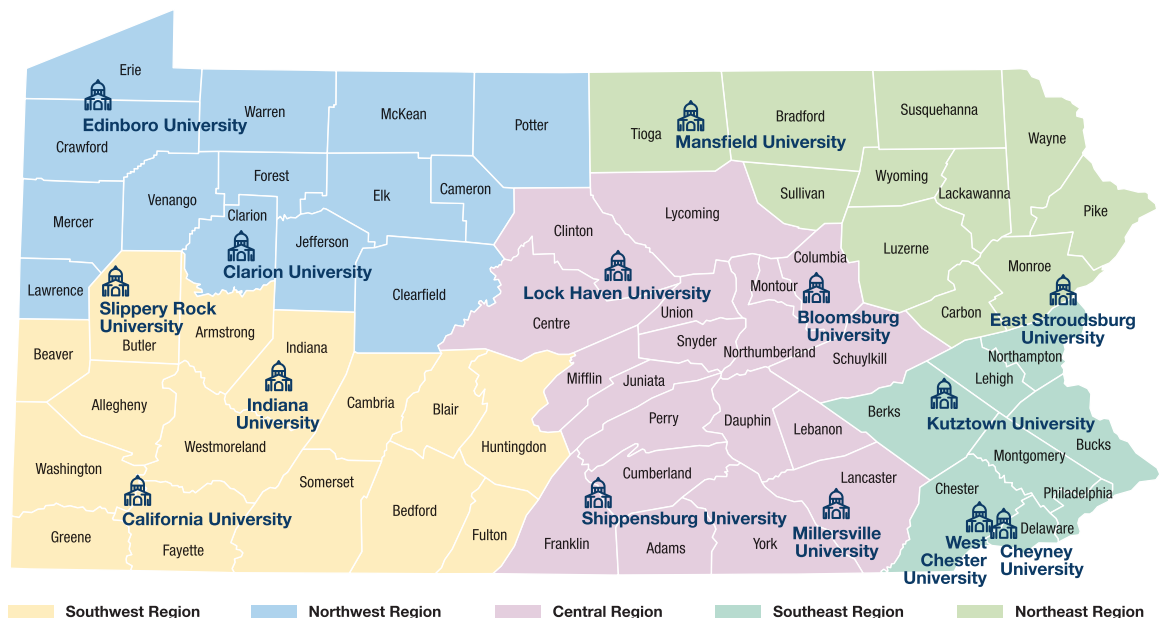 Erie
Edinboro University
Crawford
Warren
McKean
Potter
Tioga
Mansfield University
Bradford
Susquehanna
Wayne
Forest
Venango
Mercer
Clarion
Clarion University
Elk
Cameron
Jefferson
Lawrence
Clearfield
Sullivan
Wyoming
Lackawanna
Pike
Lycoming
Clinton
Lock Haven University
Luzerne
Columbia
Montour
Monroe
Carbon
East Stroudsburg
University
Bloomsburg
University
Slippery Rock
University
Butler
Armstrong
Beaver
Indiana
Indiana
University
Centre
Union
Snyder
Northumberland
Schuylkill
Northampton
Lehigh
Mifflin
Juniata
Allegheny
Cambria
Blair
Huntingdon
Perry
Dauphin
Lebanon
Berks
Kutztown University
Bucks
Montgomery
Westmoreland
Washington
California University
Somerset
Bedford
Fulton
Greene
Fayette
Cumberland
Shippensburg University
Franklin
Adams
York
Lancaster
Millersville
University
Chester
Philadelphia
Delaware
West
Chester
University
Cheyney
University
Southwest Region
Northwest Region
Central Region
Southeast Region
Northeast Region